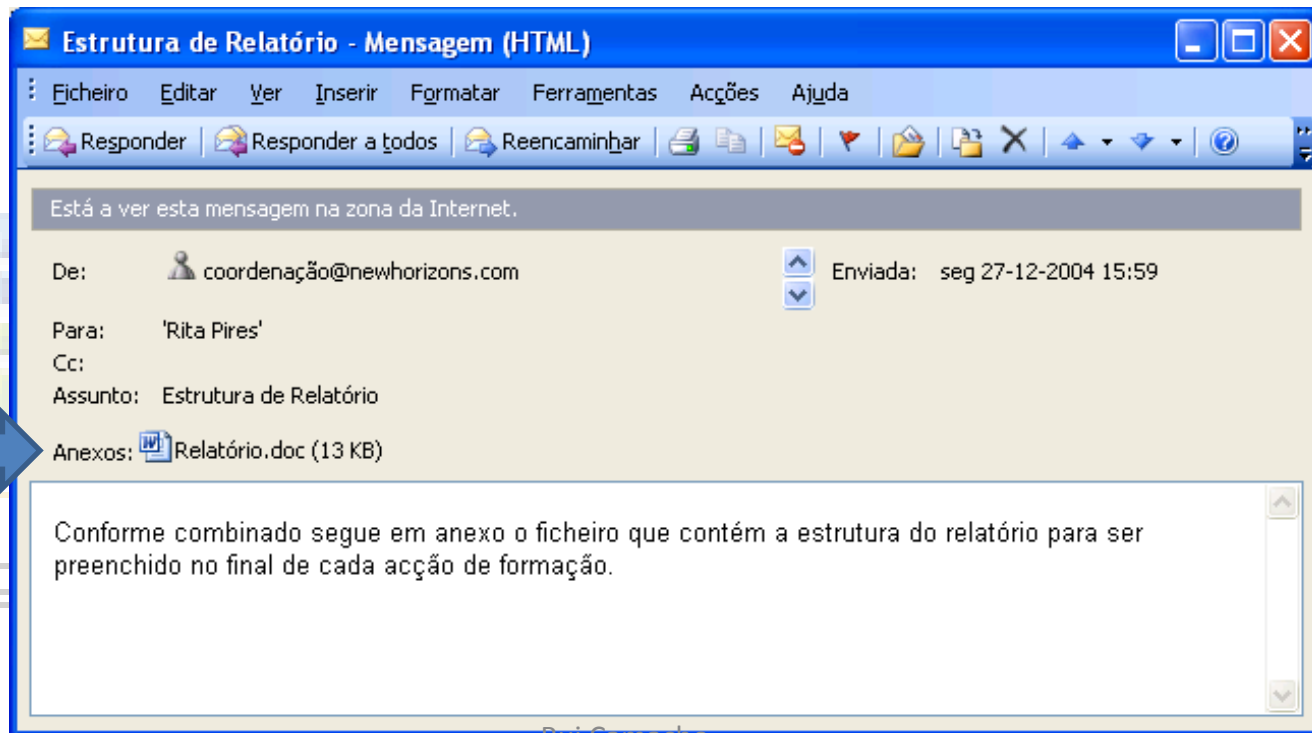 Estrutura de Relatório - Mensagem (HTML)
Ficheiro Editar Ver Inserir Formatar Ferramentas Acções Ajuda
Responder Responder a todos Reencaminhar
Está a ver esta mensagem na zona da Internet.
De: coordenação@newhorizons.com Enviada: seg 27-12-2004 15:59
Para: 'Rita Pires'
Cc:
Assunto: Estrutura de Relatório
Anexos: Relatório.doc (13 KB)
Conforme combinado segue em anexo o ficheiro que contém a estrutura do relatório para ser
preenchido no final de cada acção de formação.